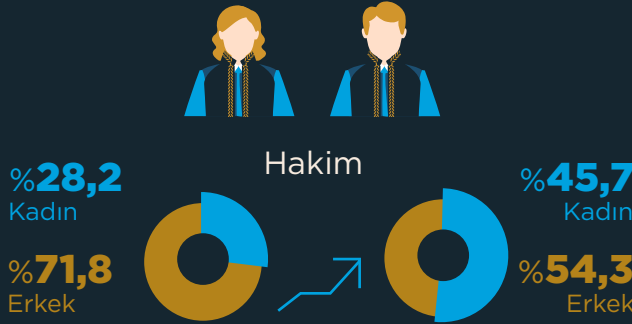 Hakim
%28,2
Kadın
%71,8
Erkek
%45,7
Kadın
%54,3
Erkek